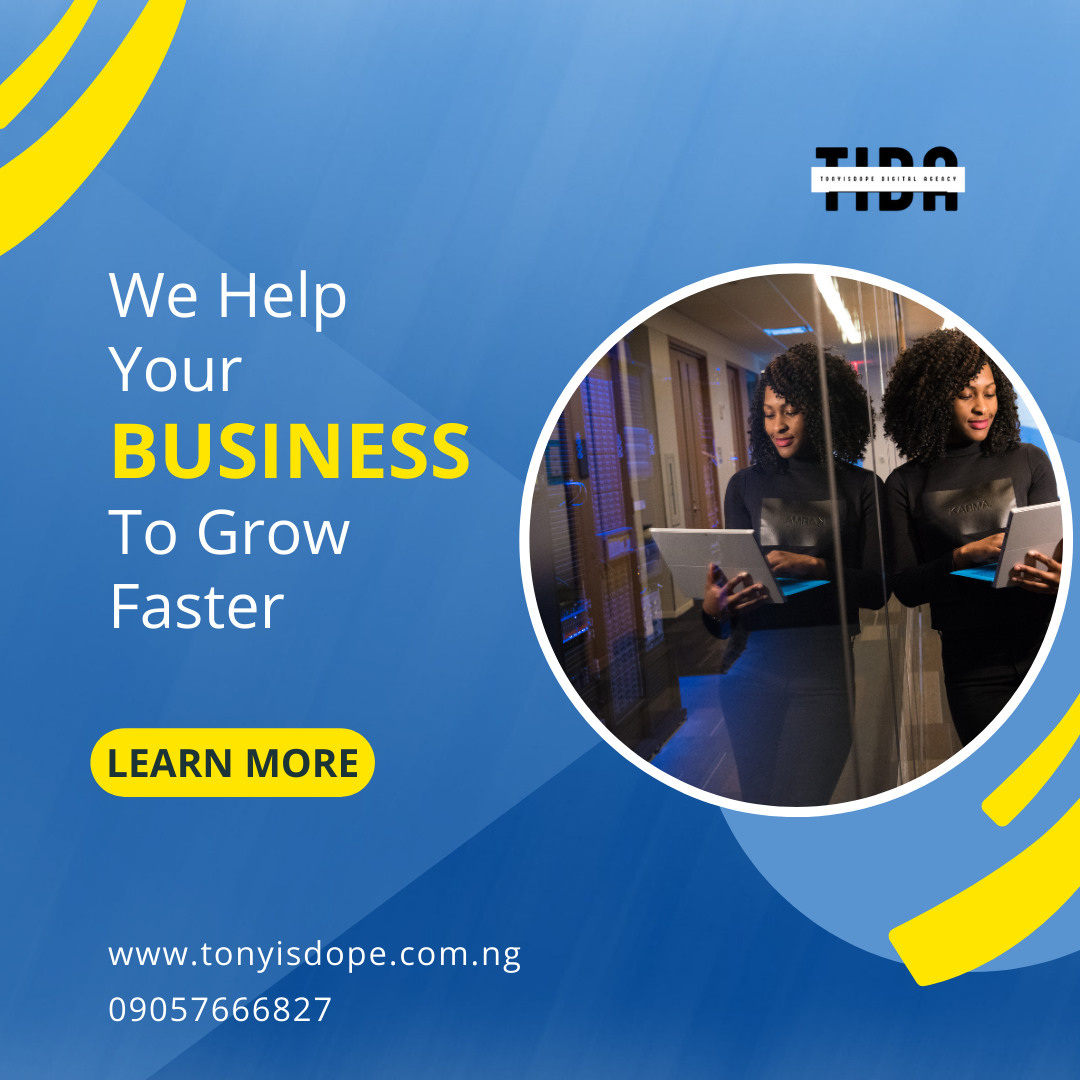 TIDA
TONYISDOPE DIGITAL AGENCY
We Help
Your
BUSINESS
To Grow
Faster
LEARN MORE
www.tonyisdope.com.ng
09057666827